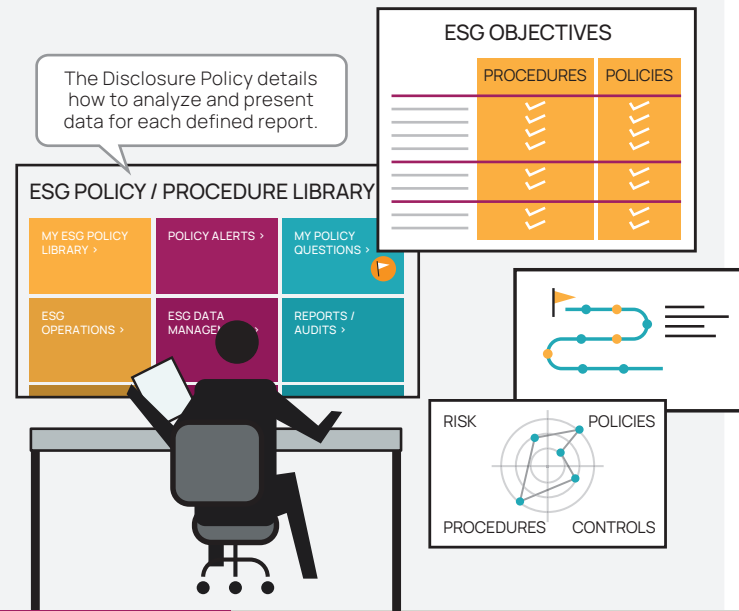 The Disclosure Policy details
how to analyze and present
data for each defined report.
ESG OBJECTIVES
PROCEDURES POLICIES
ESG POLICY / PROCEDURE LIBRARY
MY ESG POLICY
LIBRARY ›
POLICY ALERTS ›
MY POLICY
QUESTIONS ›
ESG
OPERATIONS ›
ESG DATA
›
REPORTS /
AUDITS ›
RISK POLICIES
PROCEDURES CONTROLS